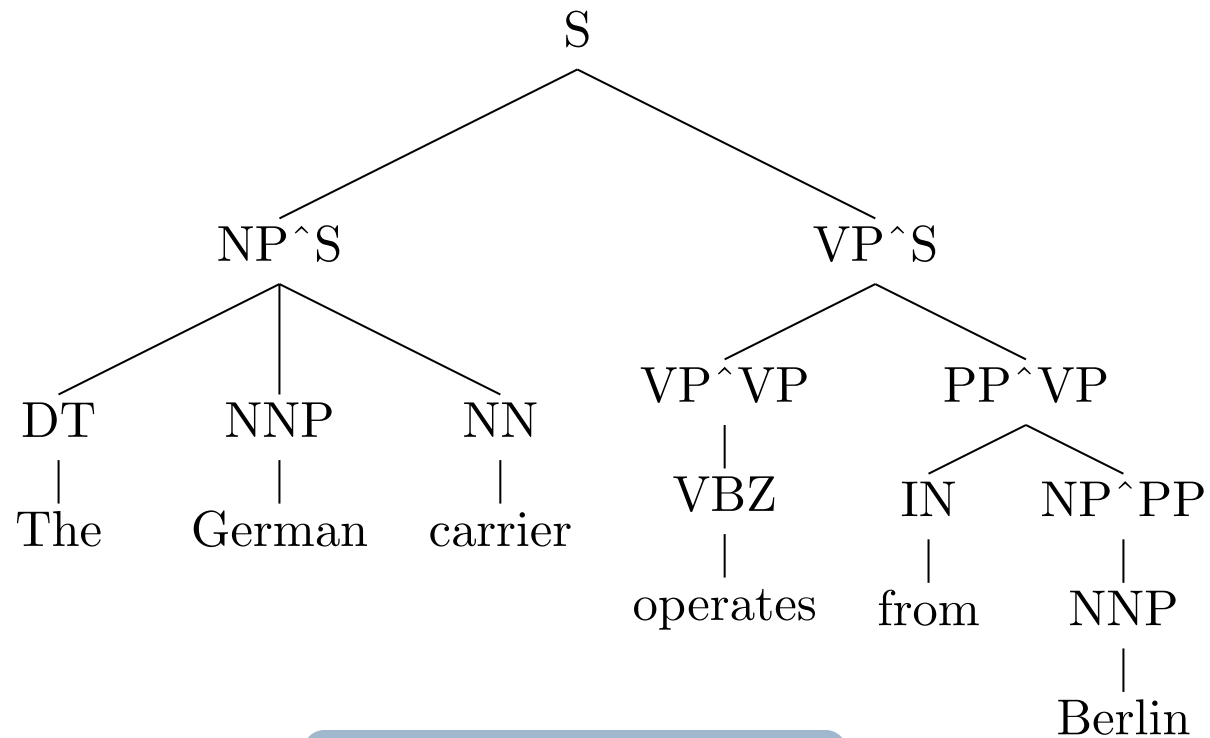 S
NP^S VP^S
VP^VP PP^VP
DT NNP NN
VBZ IN NP^PP
The German carrier
operates from NNP
Berlin